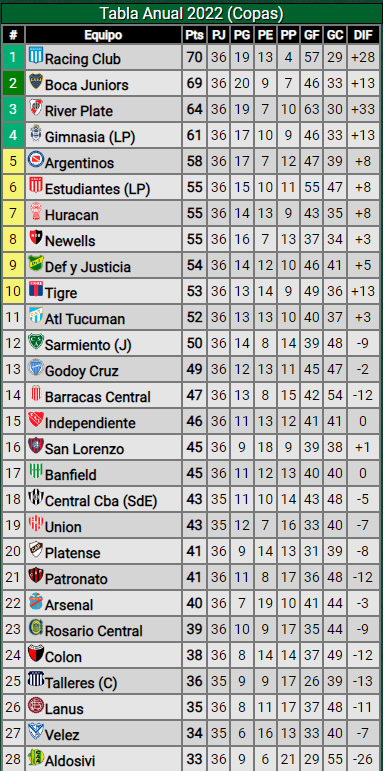 Tabla Anual 2022 (Copas)
# Equipo Pts PJ PG PE PP GF GC DIF
1 Racing Club 70 36 19 13 4 57 29 +28
2 Boca Juniors 69 36 20 9 7 46 33 +13
3 River Plate 64 36 19 7 10 63 30 +33
4 Gimnasia (LP) 61 36 17 10 9 46 33 +13
5 Argentinos 58 36 17 7 12 47 39 +8
6 Estudiantes (LP) 55 36 15 10 11 55 47 +8
7 Huracan 55 36 14 13 9 43 35 +8
8 Newells 55 36 16 7 13 37 34 +3
9 Def y Justicia 54 36 14 12 10 46 41 +5
10 Tigre 53 36 13 14 9 49 36 +13
11 Atl Tucuman 52 36 13 13 10 40 37 +3
12 Sarmiento (J) 50 36 14 8 14 39 48 -9
13 Godoy Cruz 49 36 12 13 11 45 47 -2
14 Barracas Central 47 36 13 8 15 42 54 -12
15 Independiente 46 36 11 13 12 41 41 0
16 San Lorenzo 45 36 9 18 9 39 38 +1
17 Banfield 45 36 11 12 13 40 40 0
18 Central Cba (SdE) 43 35 11 10 14 43 48 -5
19 Union 43 35 12 7 16 33 40 -7
20 Platense 41 36 9 14 13 31 39 -8
21 Patronato 41 36 11 8 17 36 48 -12
22 Arsenal 40 36 7 19 10 41 44 -3
23 Rosario Central 39 36 10 9 17 35 44 -9
24 Colon 38 36 8 14 14 37 49 -12
25 Talleres (C) 36 35 9 9 17 26 39 -13
26 Lanus 35 36 8 11 17 37 48 -11
27 Velez 34 35 6 16 13 33 40 -7
28 Aldosivi 33 36 9 6 21 29 55 -26